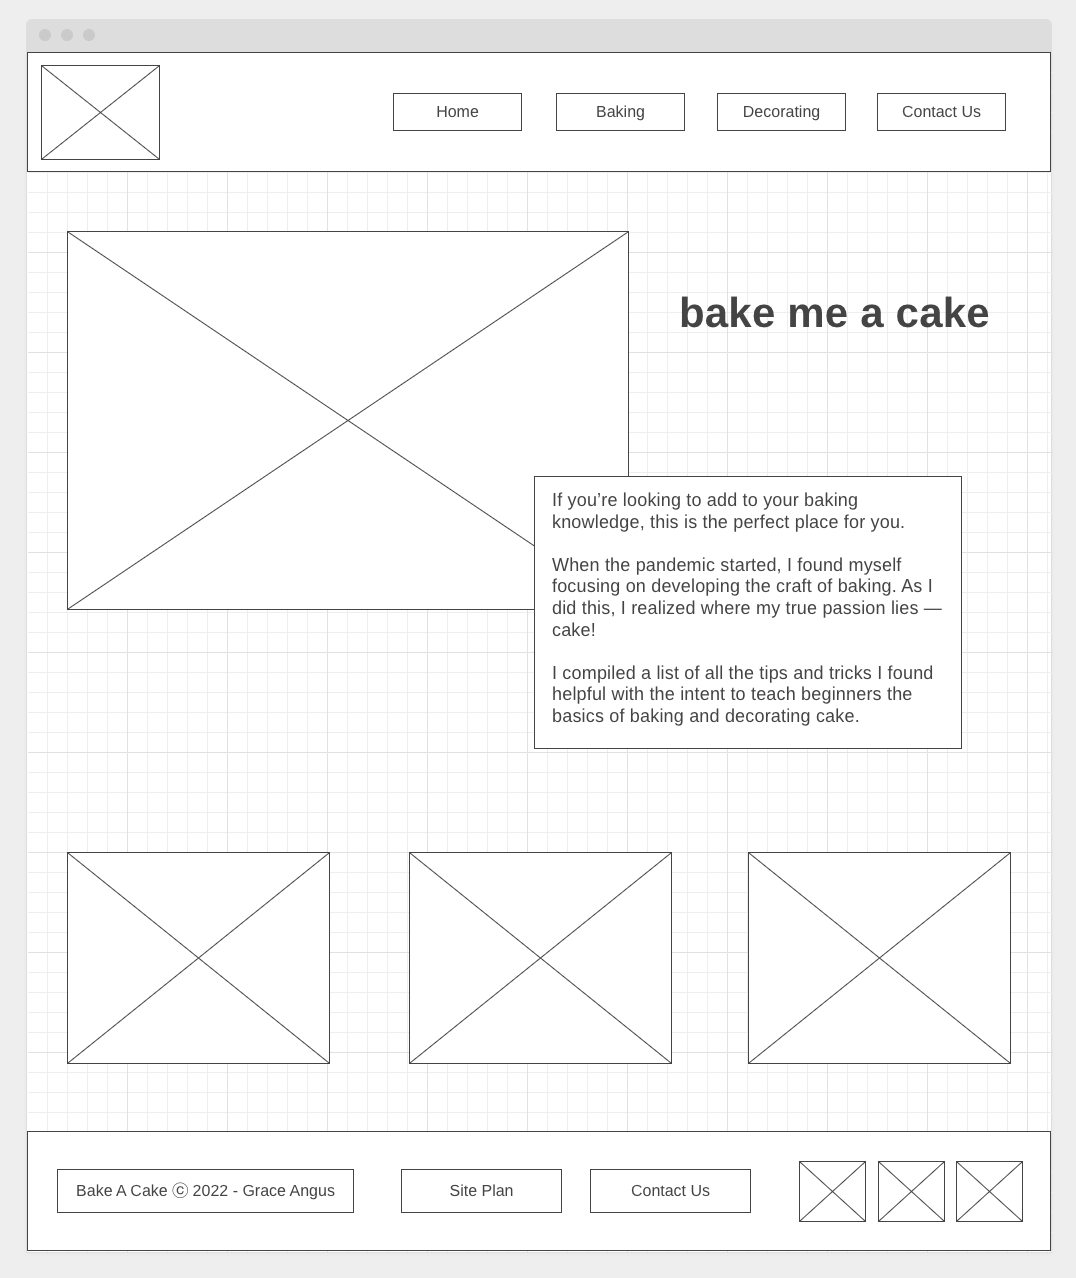 Home
Baking
Decorating
Contact Us
bake me a cake
If you’re looking to add to your baking
knowledge, this is the perfect place for you.
When the pandemic started, I found myself
focusing on developing the craft of baking. As I
did this, I realized where my true passion lies —
cake!
I compiled a list of all the tips and tricks I found
helpful with the intent to teach beginners the
basics of baking and decorating cake.
Bake A Cake ⓒ 2022 - Grace Angus
Site Plan
Contact Us